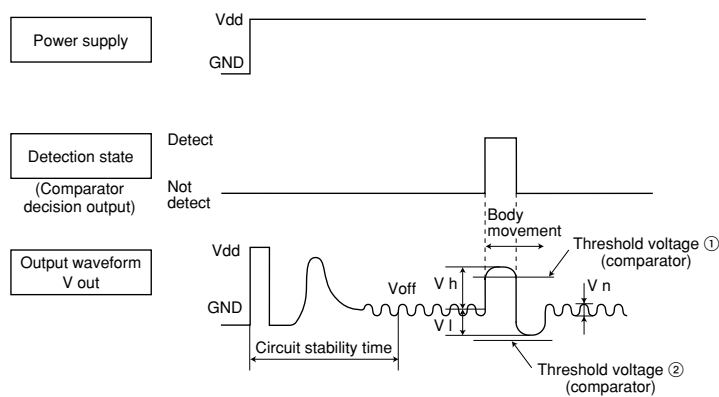 Vdd
Power supply
GND
Detect
Detection state
(Comparator
decision output)
Not
detect
Body
movement
Threshold voltage ①
(comparator)
Output waveform
V out
Vdd
Voff
V h
V n
GND
V l
Circuit stability time
Threshold voltage ②
(comparator)